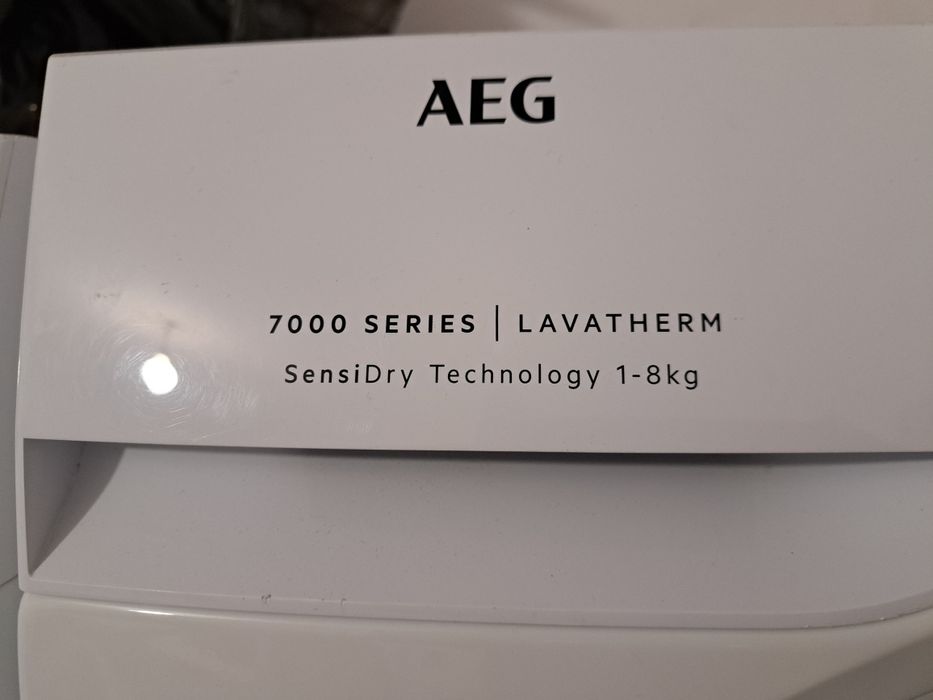 AEG
7000 SERIES | LAVATHERM
SensiDry Technology 1-8kg